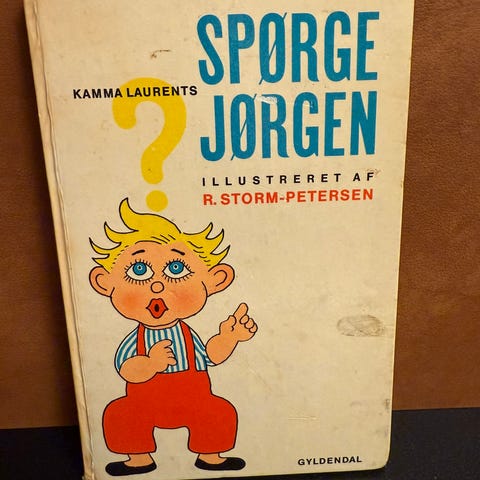 SPØRGE
KAMMA LAURENTS
JØRGEN
ILLUSTRERET AF
R. STORM-PETERSEN
?
GYLDENDAL